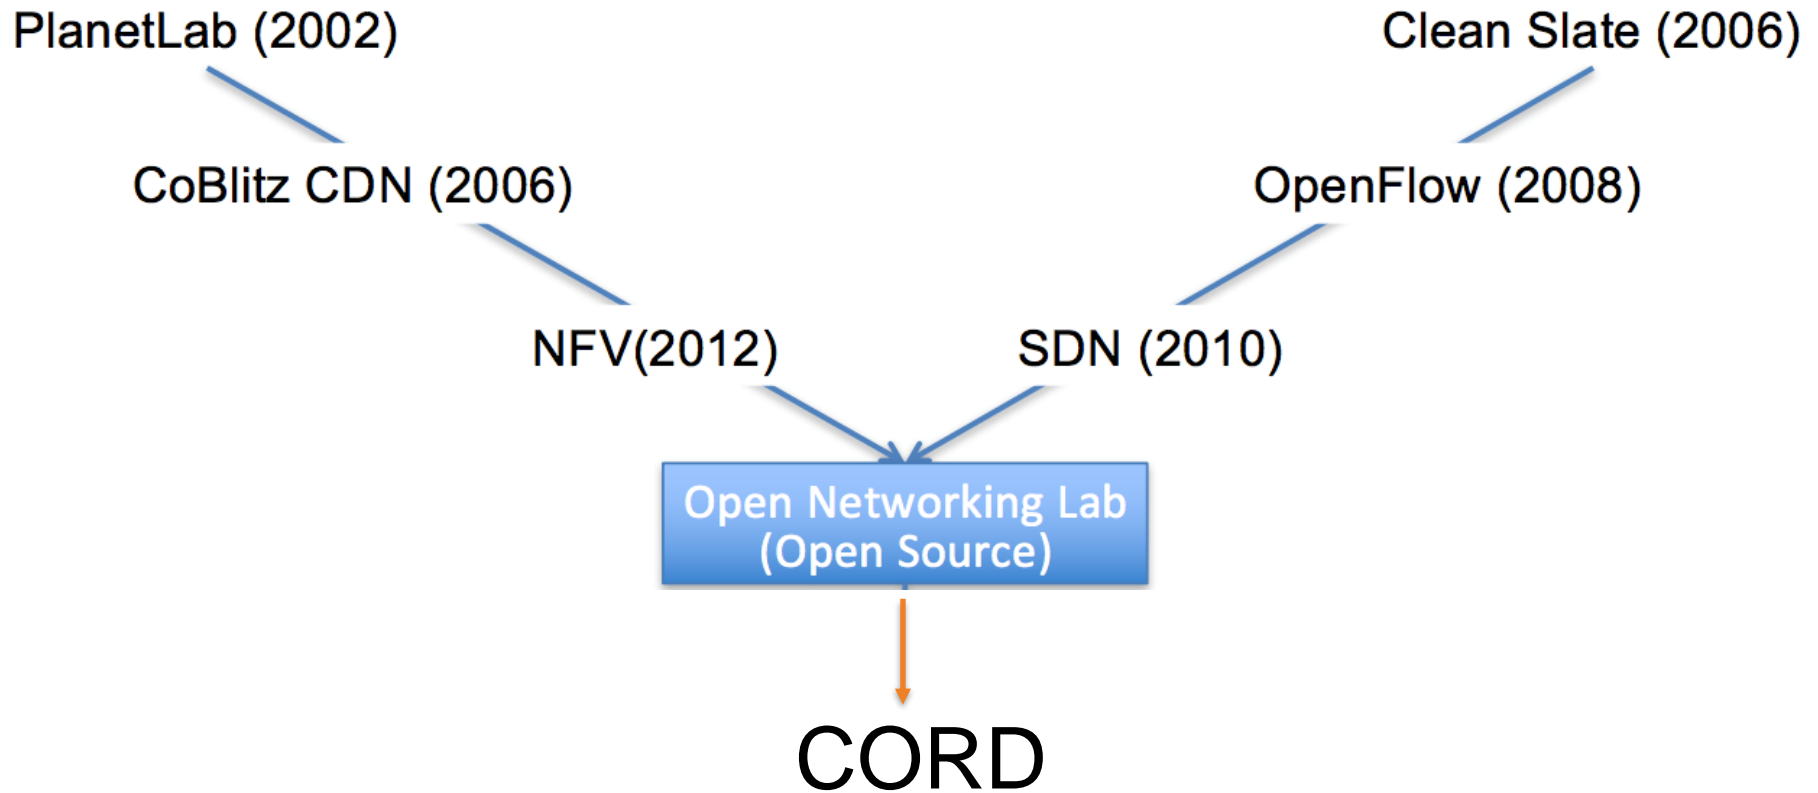 PlanetLab (2002)
Clean Slate (2006)
CoBlitz CDN (2006)
OpenFlow (2008)
NFV(2012)
SDN (2010)
Open Networking Lab
(Open Source)
CORD